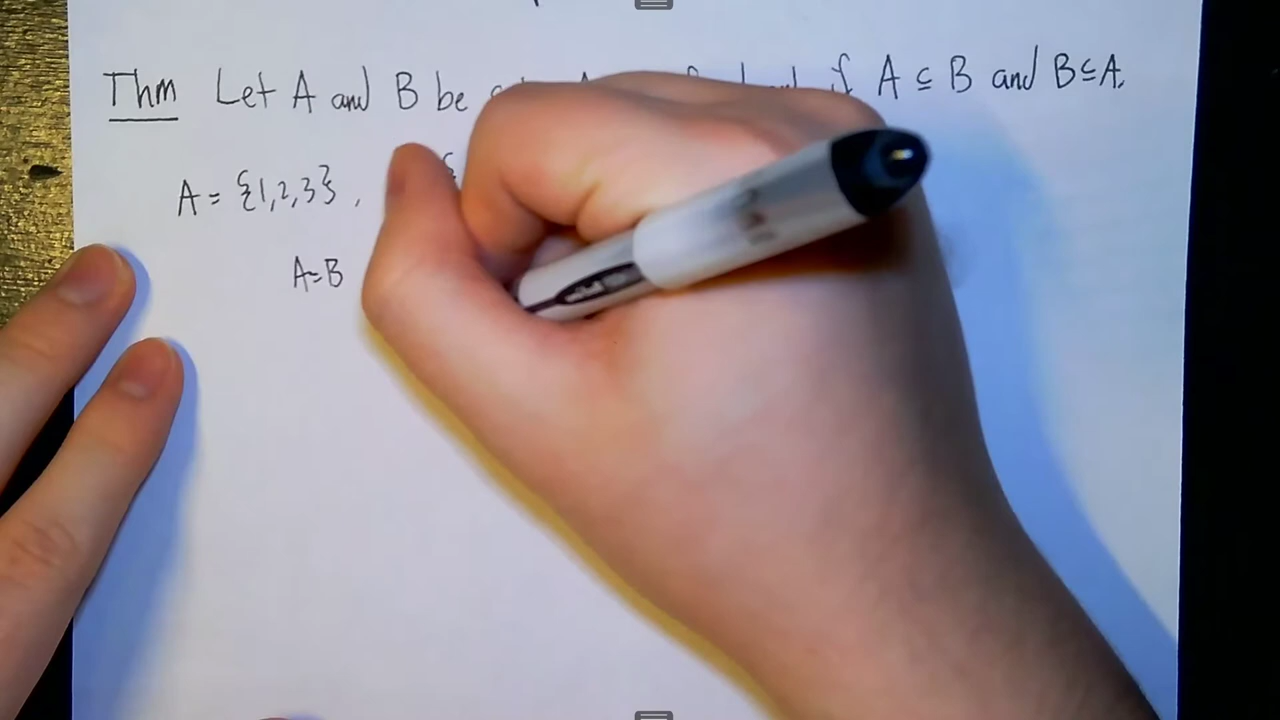 Thm Let A and B be if A ⊆ B and B ⊆ A.
A = {1,2,3} ,
A=B